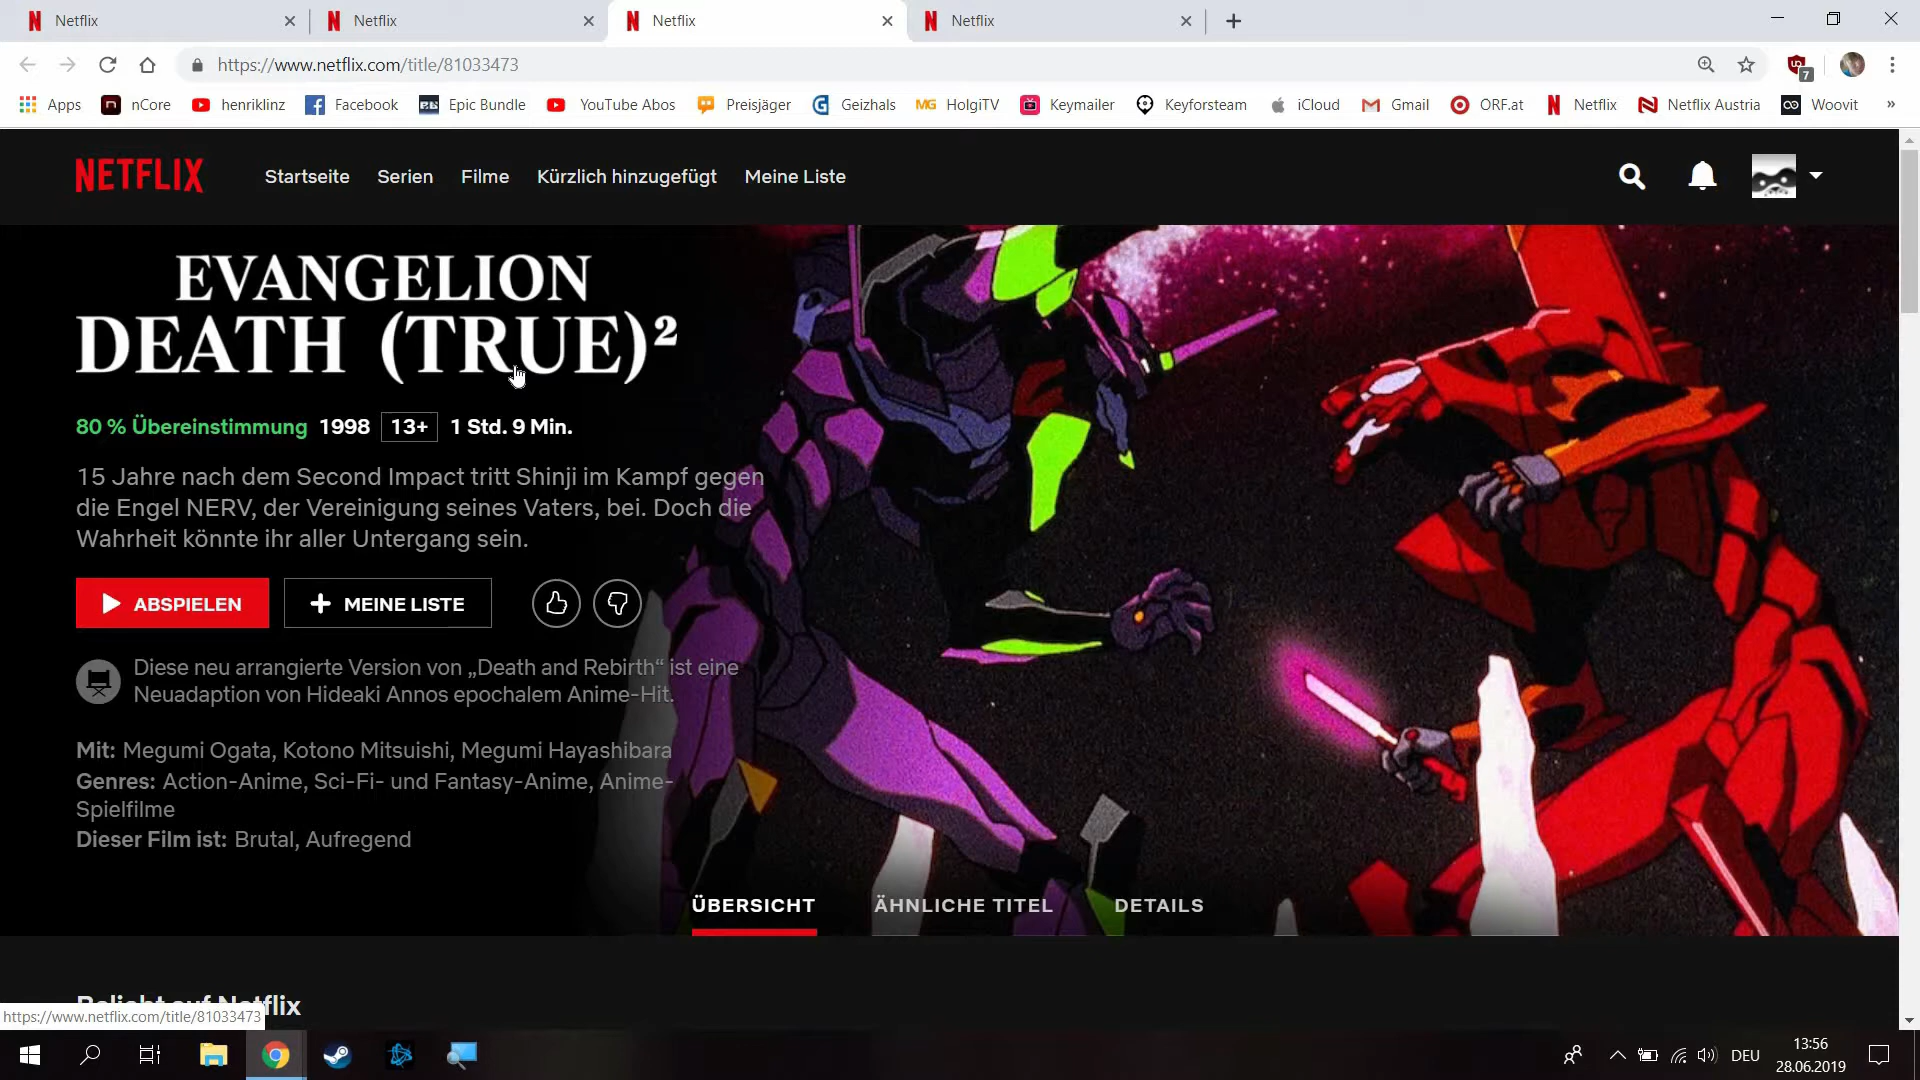 Netflix
Netflix
Netflix
Netflix
https://www.netflix.com/title/81033473
7
Apps
nCore
henriklinz
Facebook
Epic Bundle
YouTube Abos
Preisjäger
Geizhals
MG HolgiTV
Keymailer
Keyforsteam
iCloud
Gmail
ORF.at
Netflix
Netflix Austria
Woovit
»
NETFLIX
Startseite
Serien
Filme
Kürzlich hinzugefügt
Meine Liste
EVANGELION
DEATH (TRUE)²
80 % Übereinstimmung 1998 13+ 1 Std. 9 Min.
15 Jahre nach dem Second Impact tritt Shinji im Kampf gegen
die Engel NERV, der Vereinigung seines Vaters, bei. Doch die
Wahrheit könnte ihr aller Untergang sein.
ABSPIELEN
MEINE LISTE
Diese neu arrangierte Version von „Death and Rebirth“ ist eine
Neuadaption von Hideaki Annos epochalem Anime-Hit.
Mit: Megumi Ogata, Kotono Mitsuishi, Megumi Hayashibara
Genres: Action-Anime, Sci-Fi- und Fantasy-Anime, Anime-
Spielfilme
Dieser Film ist: Brutal, Aufregend
ÜBERSICHT
ÄHNLICHE TITEL
DETAILS
Beliebt auf Netflix
https://www.netflix.com/title/81033473
DEU
13:56
28.06.2019